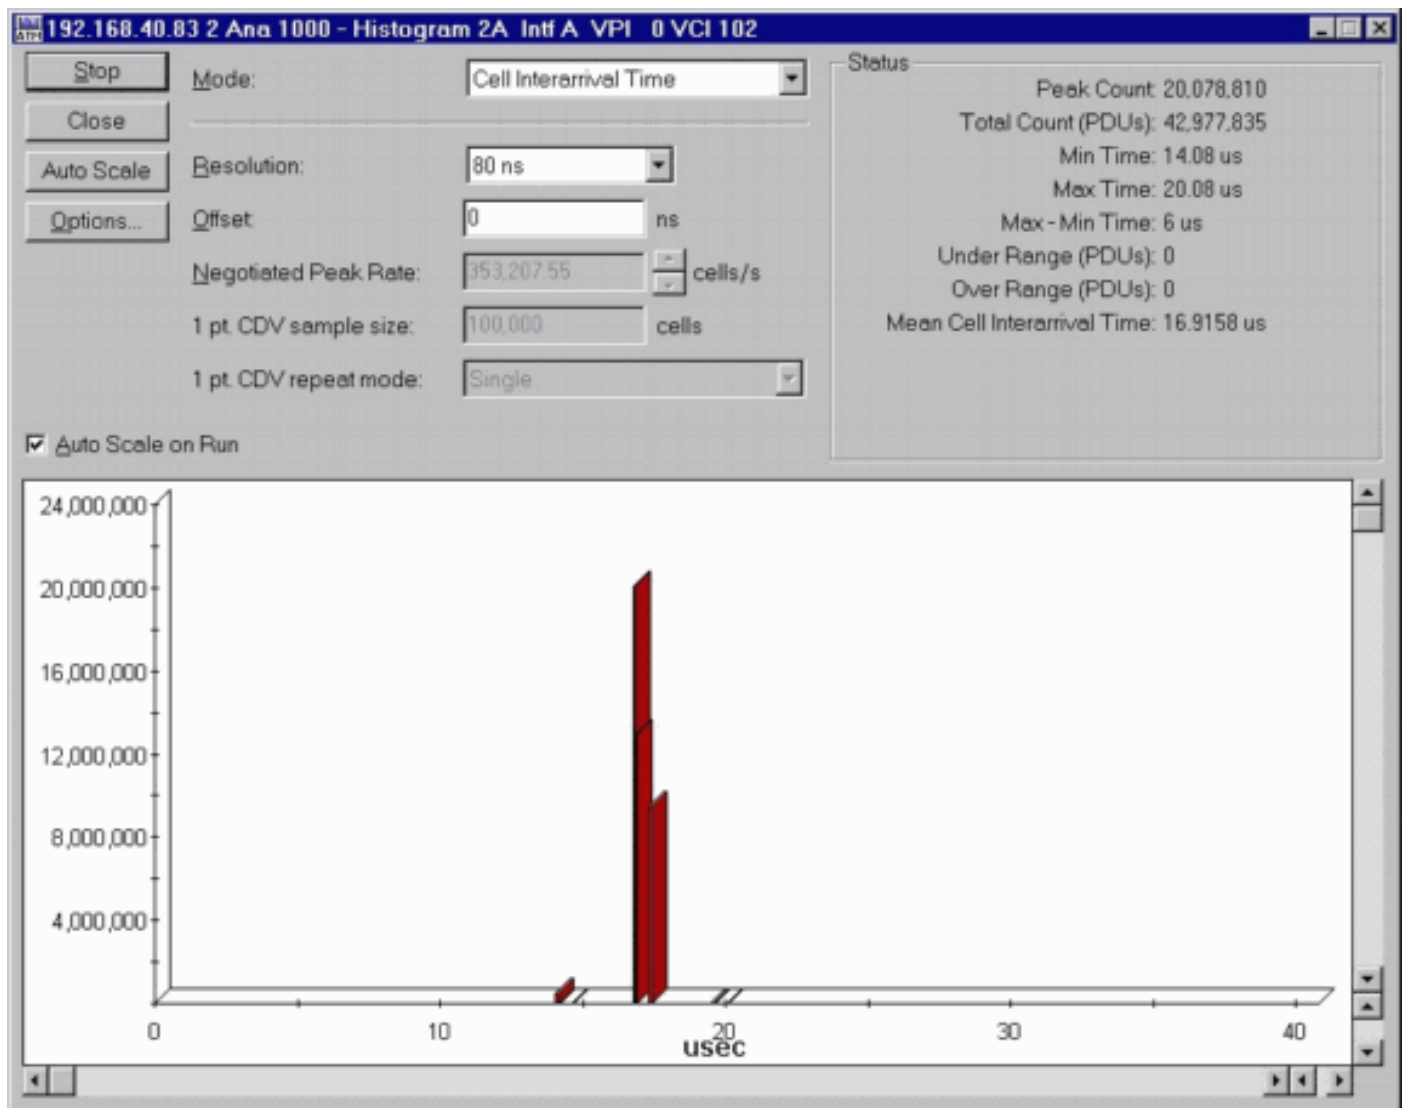 192.168.40.83 2 Ana 1000 - Histogram 2A Intf A VPI 0 VCI 102
Stop
Close
Auto Scale
Options...
Mode: Cell Interarrival Time
Resolution: 80 ns
Offset: 0 ns
Negotiated Peak Rate: 353,207.55 cells/s
1 pt. CDV sample size: 100,000 cells
1 pt. CDV repeat mode: Single
Auto Scale on Run
Status
Peak Count: 20,078,810
Total Count (PDUs): 42,977,835
Min Time: 14.08 us
Max Time: 20.08 us
Max - Min Time: 6 us
Under Range (PDUs): 0
Over Range (PDUs): 0
Mean Cell Interarrival Time: 16.9158 us
24,000,000
20,000,000
16,000,000
12,000,000
8,000,000
4,000,000
0 10 20 30 40
usec